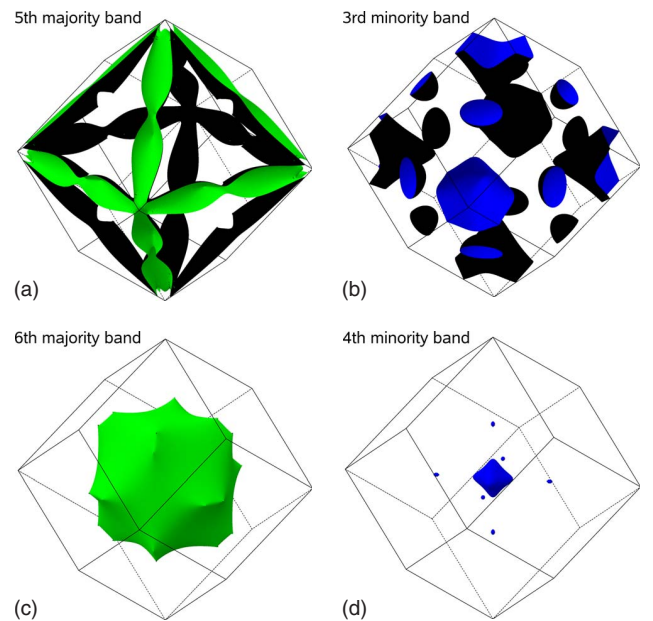 5th majority band
3rd minority band
(a)
(b)
6th majority band
4th minority band
(c)
(d)